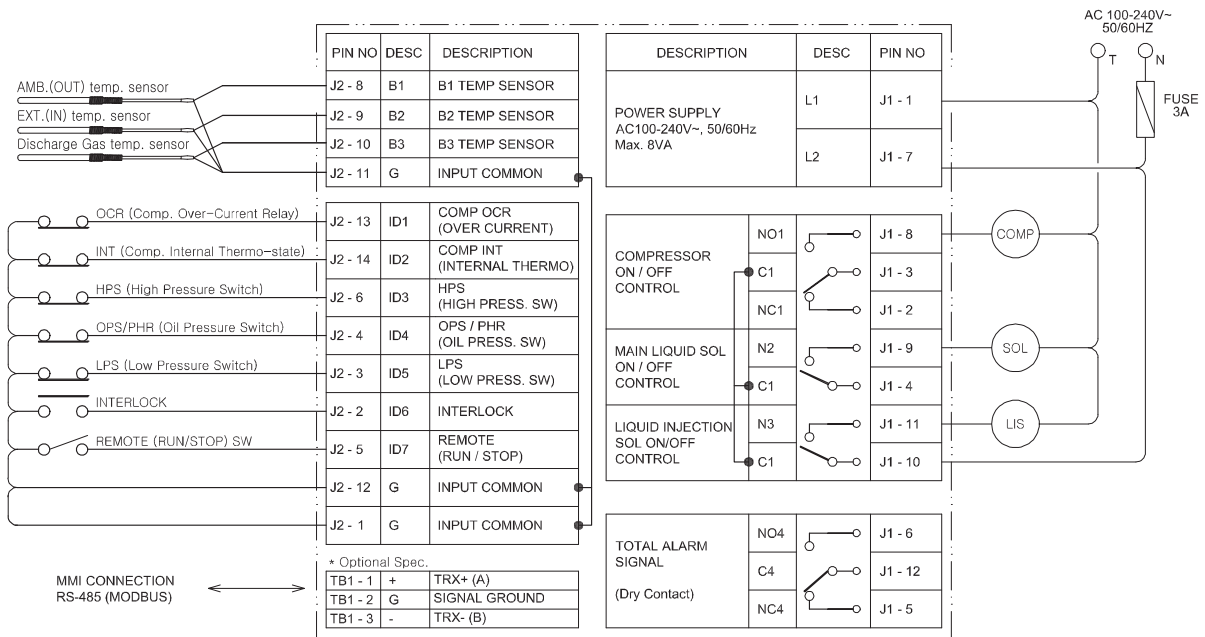 AC 100-240V~
50/60HZ
T
N
FUSE
3A
AMB.(OUT) temp. sensor
EXT.(IN) temp. sensor
Discharge Gas temp. sensor
OCR (Comp. Over-Current Relay)
INT (Comp. Internal Thermo-state)
HPS (High Pressure Switch)
OPS/PHR (Oil Pressure Switch)
LPS (Low Pressure Switch)
INTERLOCK
REMOTE (RUN/STOP) SW
MMI CONNECTION
RS-485 (MODBUS)
PIN NO DESC DESCRIPTION
J2 - 8 B1 B1 TEMP SENSOR
J2 - 9 B2 B2 TEMP SENSOR
J2 - 10 B3 B3 TEMP SENSOR
J2 - 11 G INPUT COMMON
J2 - 13 ID1 COMP OCR
(OVER CURRENT)
J2 - 14 ID2 COMP INT
(INTERNAL THERMO)
J2 - 6 ID3 HPS
(HIGH PRESS. SW)
J2 - 4 ID4 OPS / PHR
(OIL PRESS. SW)
J2 - 3 ID5 LPS
(LOW PRESS. SW)
J2 - 2 ID6 INTERLOCK
J2 - 5 ID7 REMOTE
(RUN / STOP)
J2 - 12 G INPUT COMMON
J2 - 1 G INPUT COMMON
* Optional Spec.
TB1 - 1 + TRX+ (A)
TB1 - 2 G SIGNAL GROUND
TB1 - 3 - TRX- (B)
DESCRIPTION DESC PIN NO
POWER SUPPLY
AC100-240V~, 50/60Hz
Max. 8VA
L1 J1 - 1
L2 J1 - 7
COMPRESSOR
ON / OFF
CONTROL
NO1 J1 - 8
C1 J1 - 3
NC1 J1 - 2
MAIN LIQUID SOL
ON / OFF
CONTROL
N2 J1 - 9
C1 J1 - 4
LIQUID INJECTION
SOL ON/OFF
CONTROL
N3 J1 - 11
C1 J1 - 10
TOTAL ALARM
SIGNAL
(Dry Contact)
NO4 J1 - 6
C4 J1 - 12
NC4 J1 - 5
COMP
SOL
LIS